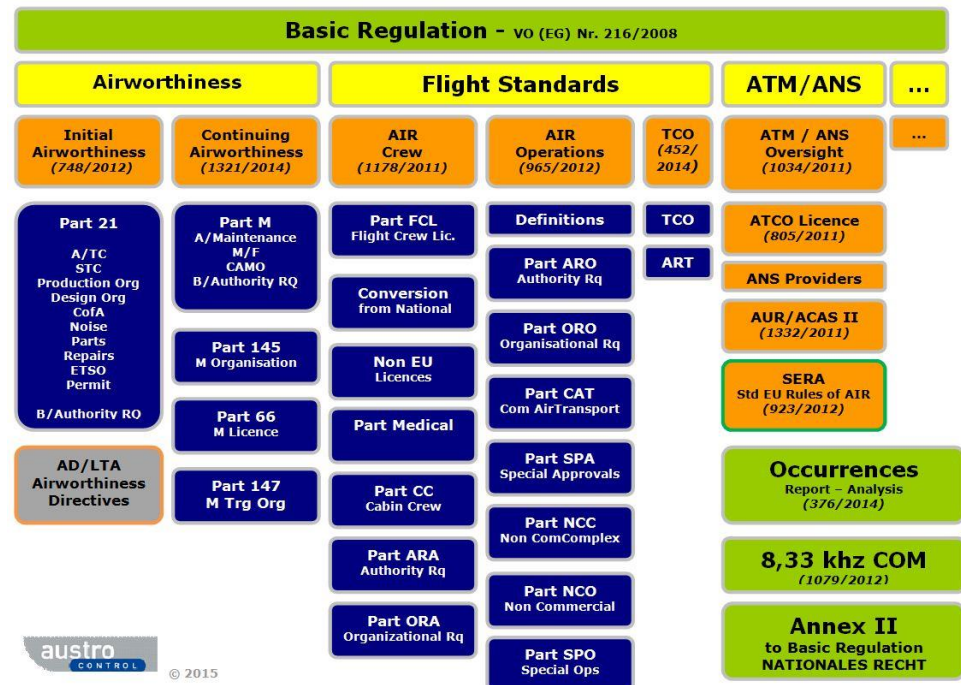 Basic Regulation - VO (EG) Nr. 216/2008
Airworthiness
Flight Standards
ATM/ANS
...
Initial
Airworthiness
(748/2012)
Continuing
Airworthiness
(1321/2014)
AIR
Crew
(1178/2011)
AIR
Operations
(965/2012)
TCO
(452/
2014)
ATM / ANS
Oversight
(1034/2011)
...
Part 21
A/TC
STC
Production Org
Design Org
CofA
Noise
Parts
Repairs
ETSO
Permit
B/Authority RQ
AD/LTA
Airworthiness
Directives
Part M
A/Maintenance
M/F
CAMO
B/Authority RQ
Part 145
M Organisation
Part 66
M Licence
Part 147
M Trg Org
Part FCL
Flight Crew Lic.
Conversion
from National
Non EU
Licences
Part Medical
Part CC
Cabin Crew
Part ARA
Authority Rq
Part ORA
Organizational Rq
Definitions
Part ARO
Authority Rq
Part ORO
Organisational Rq
Part CAT
Com AirTransport
Part SPA
Special Approvals
Part NCC
Non ComComplex
Part NCO
Non Commercial
Part SPO
Special Ops
TCO
ART
ATCO Licence
(805/2011)
ANS Providers
AUR/ACAS II
(1332/2011)
SERA
Std EU Rules of AIR
(923/2012)
Occurrences
Report – Analysis
(376/2014)
8,33 khz COM
(1079/2012)
Annex II
to Basic Regulation
NATIONALES RECHT
austro
CONTROL
© 2015